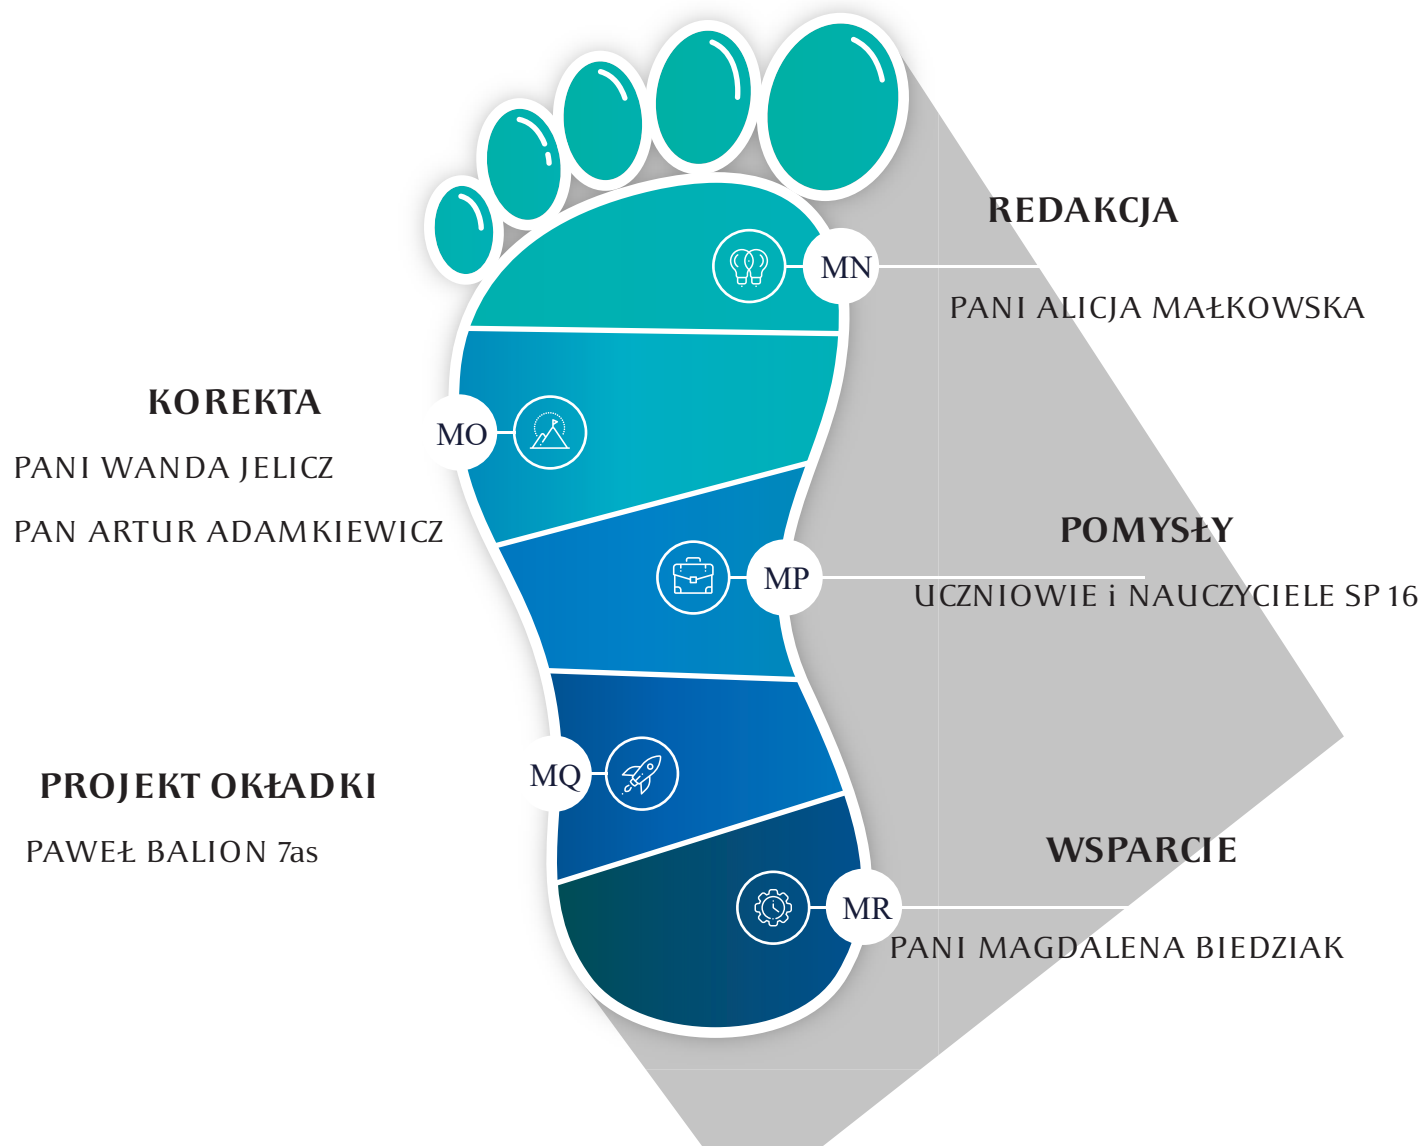 REDAKCJA
MN
PANI ALICJA MAŁKOWSKA
KOREKTA
MO
PANI WANDA JELICZ
PAN ARTUR ADAMKIEWICZ
POMYSŁY
MP
UCZNIOWIE i NAUCZYCIELE SP 16
PROJEKT OKŁADKI
MQ
PAWEŁ BALION 7as
WSPARCIE
MR
PANI MAGDALENA BIEDZIAK